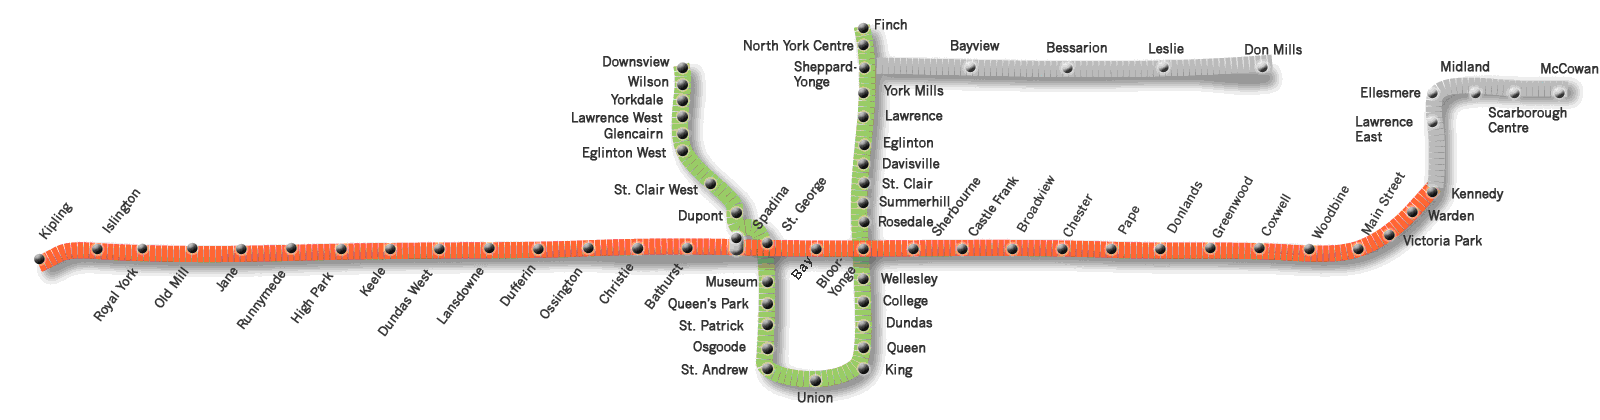 Finch
North York Centre
Sheppard-
Yonge
Bayview
Bessarion
Leslie
Don Mills
Downsview
Wilson
Yorkdale
Lawrence West
Glencairn
Eglinton West
St. Clair West
Dupont
Spadina
St. George
York Mills
Lawrence
Eglinton
Davisville
St. Clair
Summerhill
Rosedale
Midland
McCowan
Ellesmere
Scarborough
Centre
Lawrence
East
Kennedy
Warden
Victoria Park
Main Street
Kipling
Islington
Royal York
Old Mill
Jane
Runnymede
High Park
Keele
Dundas West
Lansdowne
Dufferin
Ossington
Christie
Bathurst
Bay
Bloor-
Yonge
Sherbourne
Castle Frank
Broadview
Chester
Pape
Donlands
Greenwood
Coxwell
Woodbine
Museum
Queen's Park
St. Patrick
Osgoode
St. Andrew
Union
Wellesley
College
Dundas
Queen
King